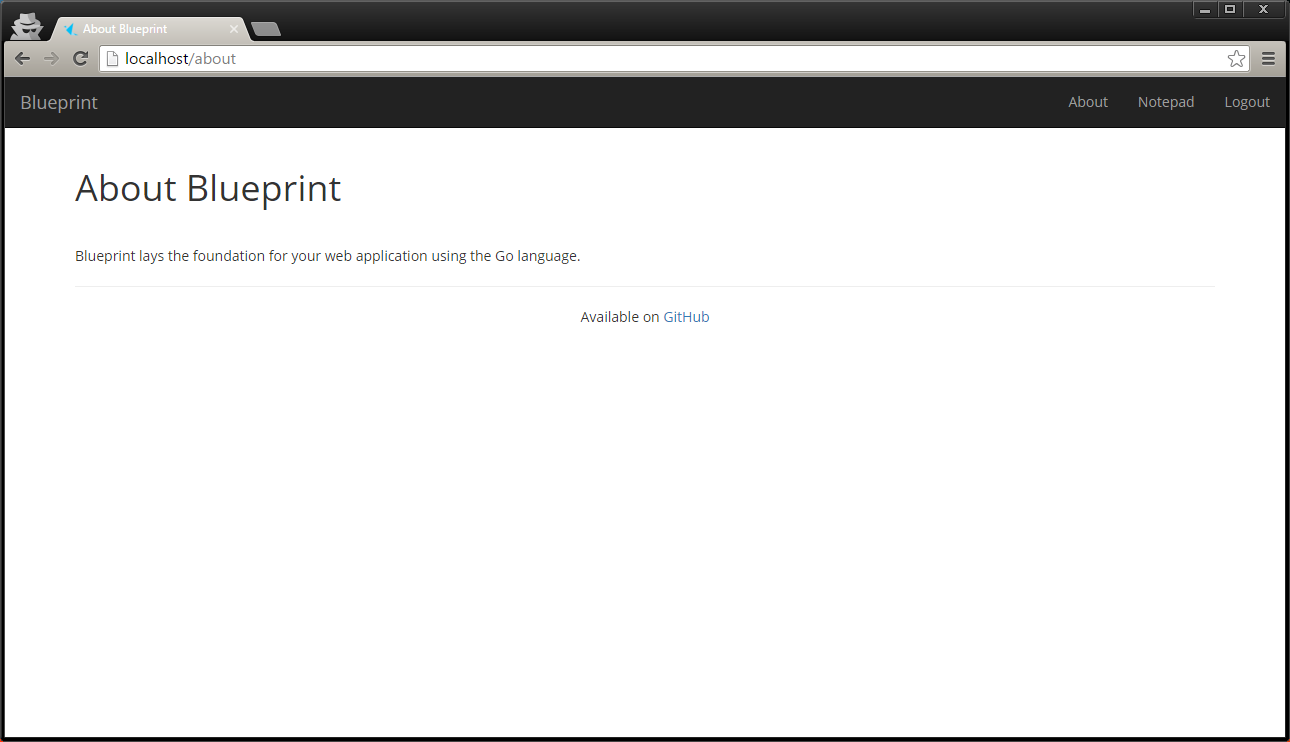 About Blueprint
localhost/about
Blueprint About Notepad Logout
About Blueprint
Blueprint lays the foundation for your web application using the Go language.
Available on GitHub